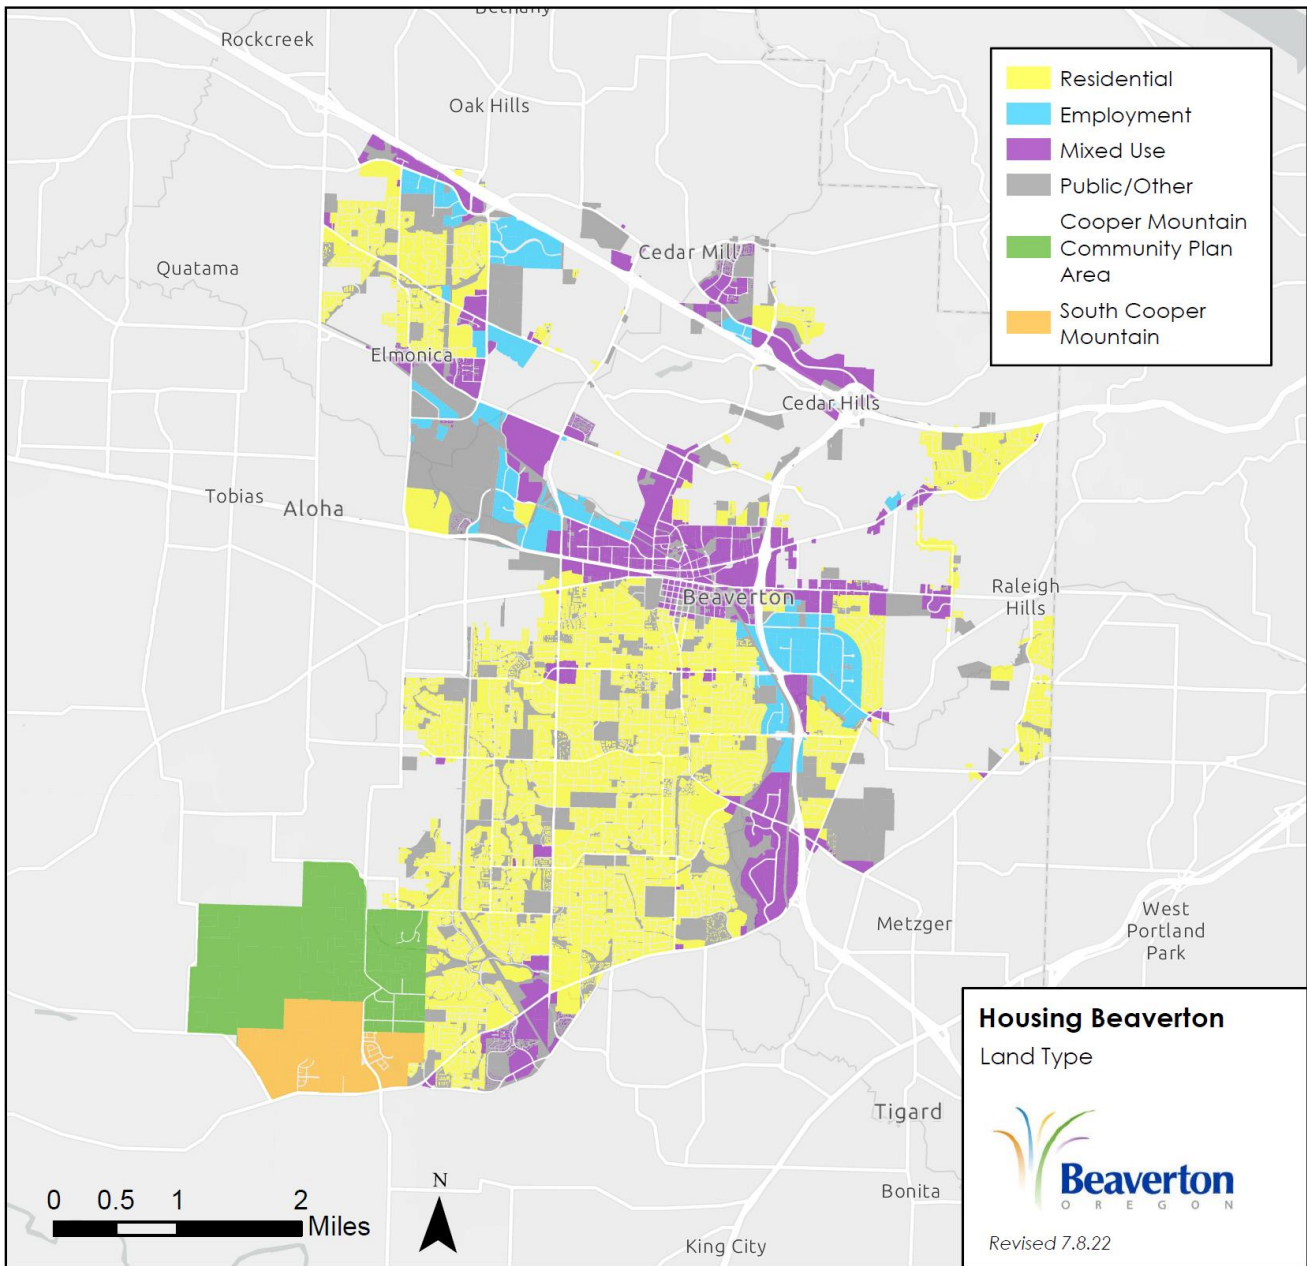 Bethany
Rockcreek
Oak Hills
Residential
Employment
Mixed Use
Public/Other
Cooper Mountain
Community Plan
Area
South Cooper
Mountain
Cedar Mill
Quatama
Elmonica
Cedar Hills
Tobias
Aloha
Raleigh
Hills
Beaverton
West
Portland
Park
Metzger
Housing Beaverton
Land Type
Tigard
Beaverton
OREGON
Bonita
N
0 0.5 1 2
Miles
King City
Revised 7.8.22